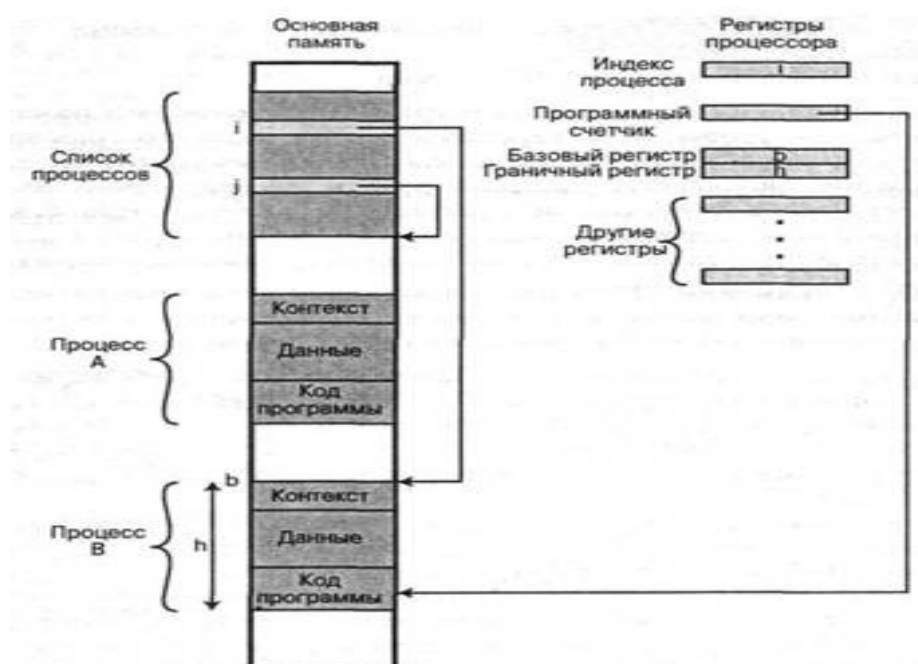 Основная
память
Регистры
процессора
Индекс
процесса
i
Программный
счетчик
Базовый регистр
b
Граничный регистр
h
Другие
регистры
Список
процессов
i
j
Процесс
A
Контекст
Данные
Код
программы
Процесс
B
b
h
Контекст
Данные
Код
программы